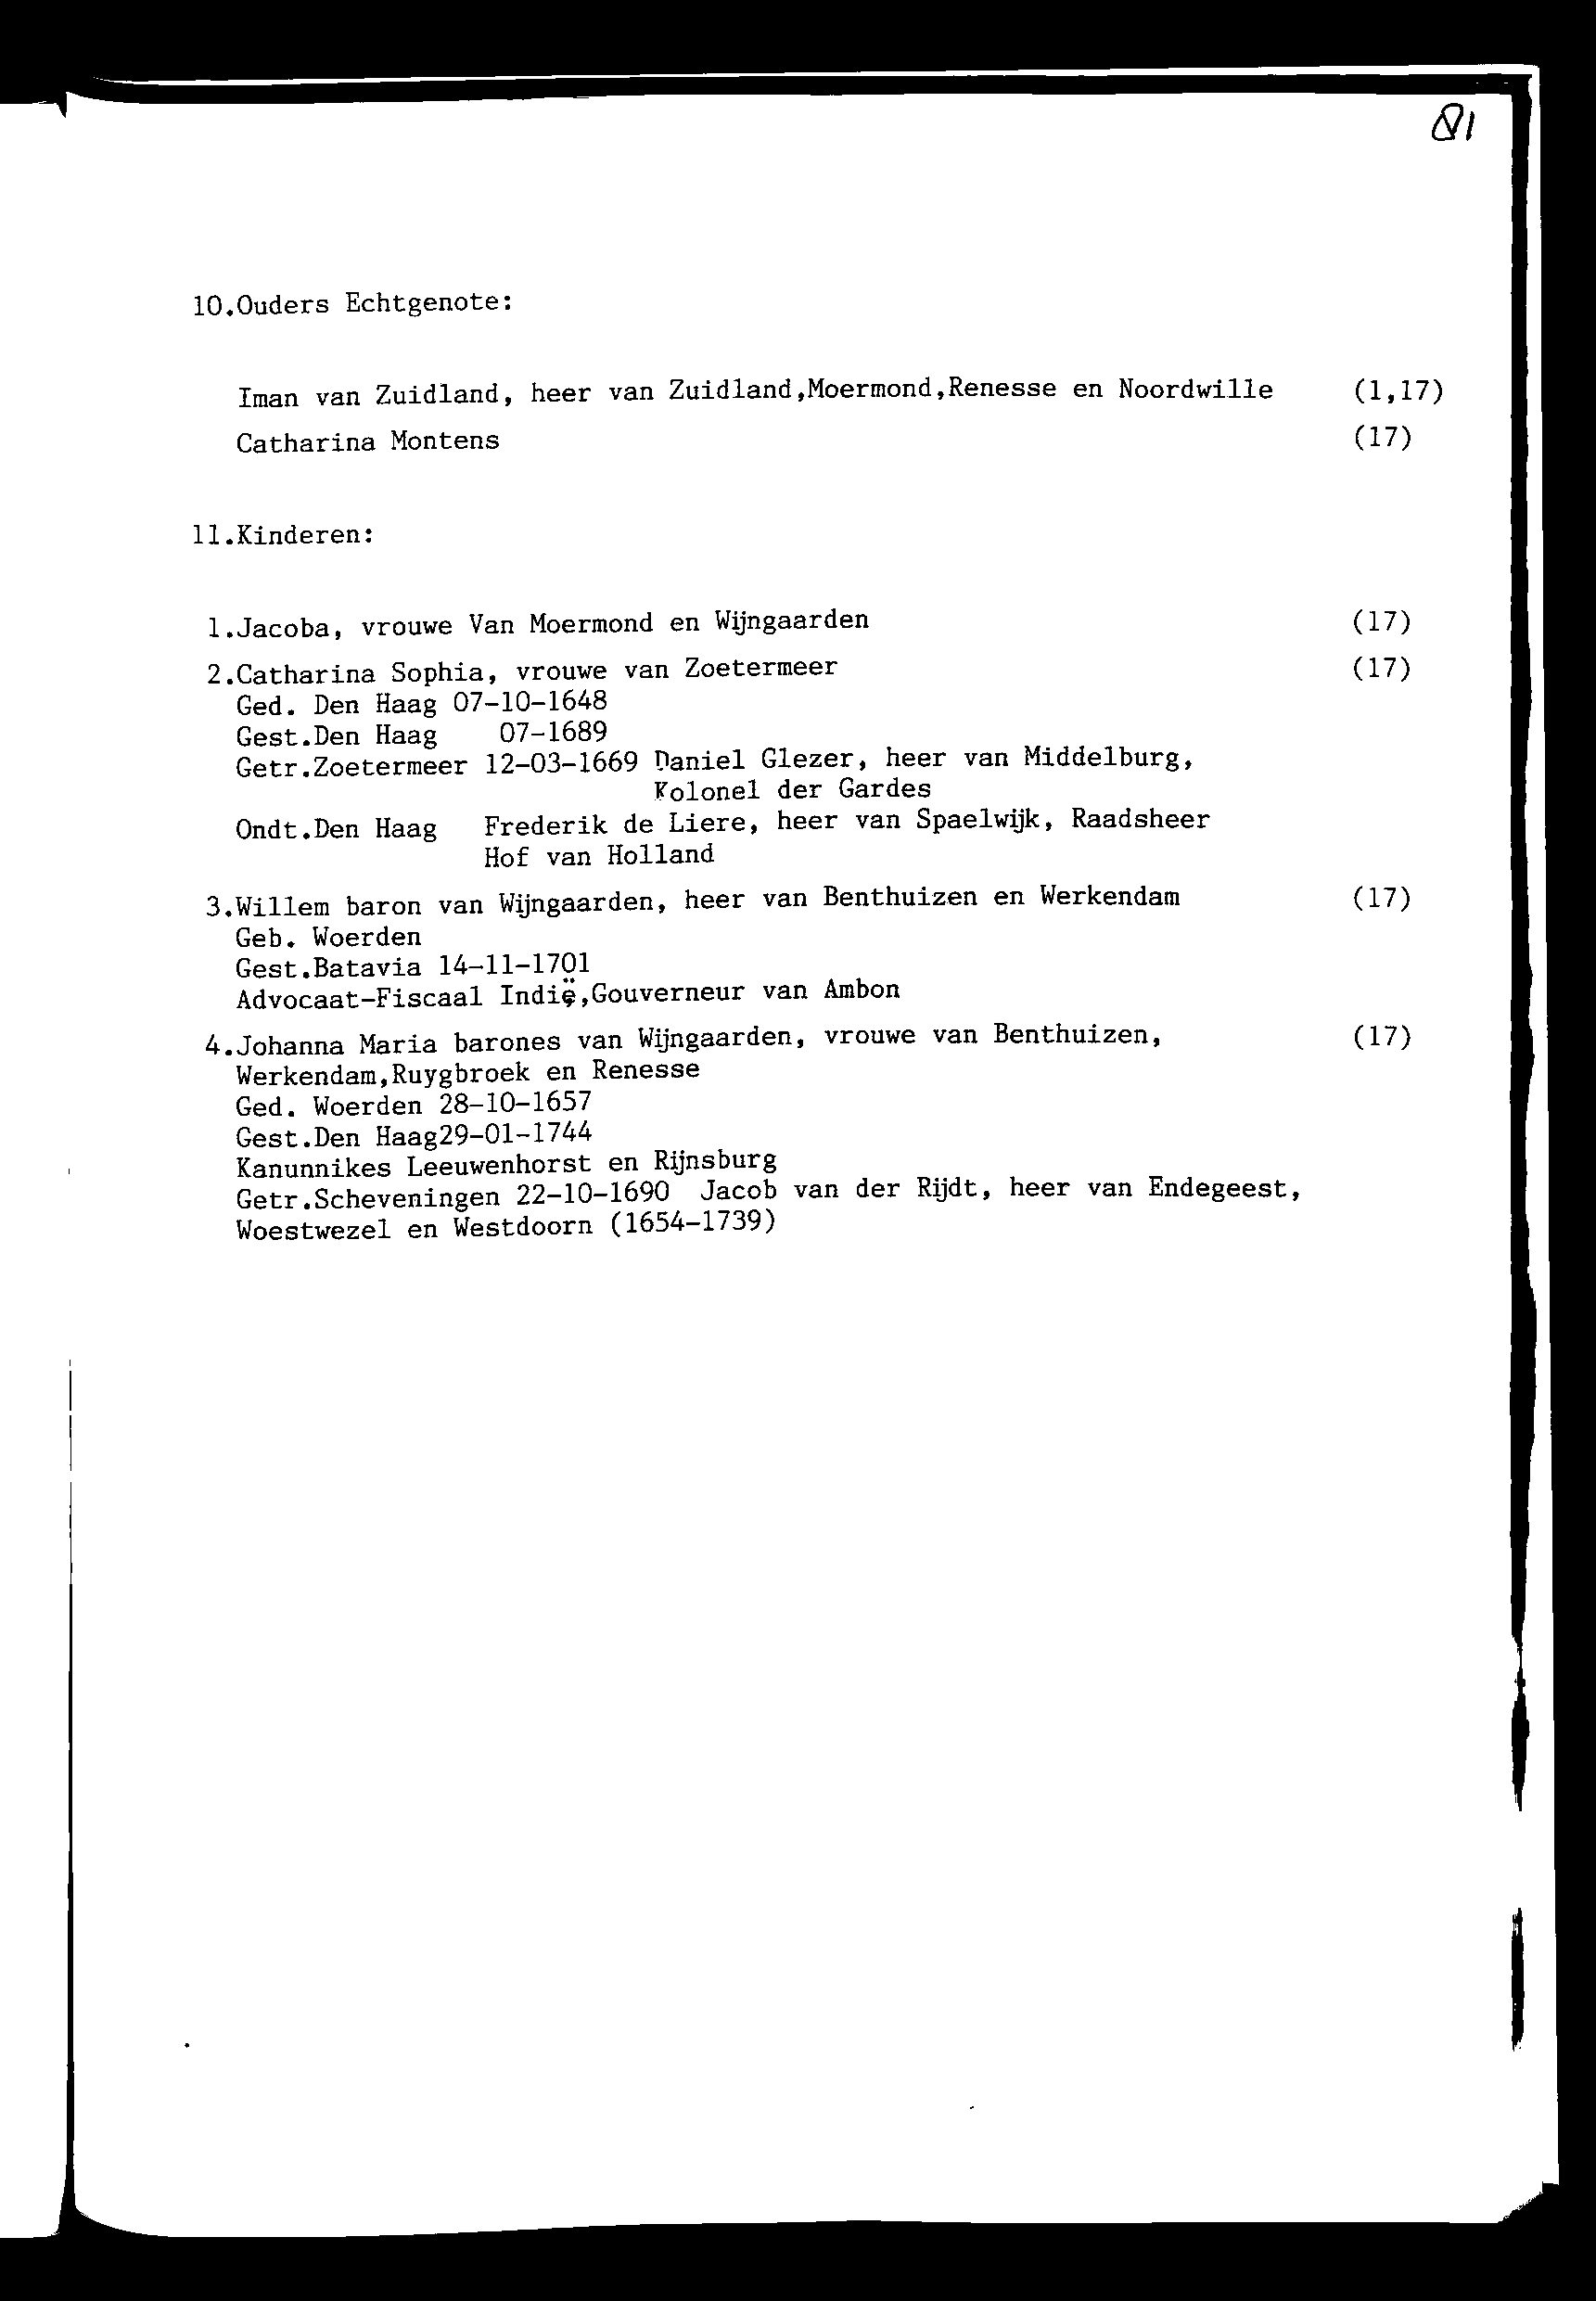 81
10.Ouders Echtgenote:
Iman van Zuidland, heer van Zuidland,Moermond,Renesse en Noordwille (1,17)
Catharina Montens (17)
11.Kinderen:
1.Jacoba, vrouwe Van Moermond en Wijngaarden (17)
2.Catharina Sophia, vrouwe van Zoetermeer (17)
Ged. Den Haag 07-10-1648
Gest.Den Haag 07-1689
Getr.Zoetermeer 12-03-1669 Daniel Glezer, heer van Middelburg,
Kolonel der Gardes
Ondt.Den Haag Frederik de Liere, heer van Spaelwijk, Raadsheer
Hof van Holland
3.Willem baron van Wijngaarden, heer van Benthuizen en Werkendam (17)
Geb. Woerden
Gest.Batavia 14-11-1701
Advocaat-Fiscaal Indië,Gouverneur van Ambon
4.Johanna Maria barones van Wijngaarden, vrouwe van Benthuizen, (17)
Werkendam,Ruygbroek en Renesse
Ged. Woerden 28-10-1657
Gest.Den Haag29-01-1744
Kanunnikes Leeuwenhorst en Rijnsburg
Getr.Scheveningen 22-10-1690 Jacob van der Rijdt, heer van Endegeest,
Woestwezel en Westdoorn (1654-1739)